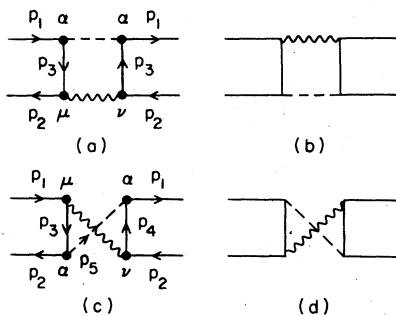 p₁ α α p₁
p₃ p₃
p₂ μ ν p₂
(a) (b)
p₁ μ α p₁
p₃ p₄
p₂ α p₅ ν p₂
(c) (d)